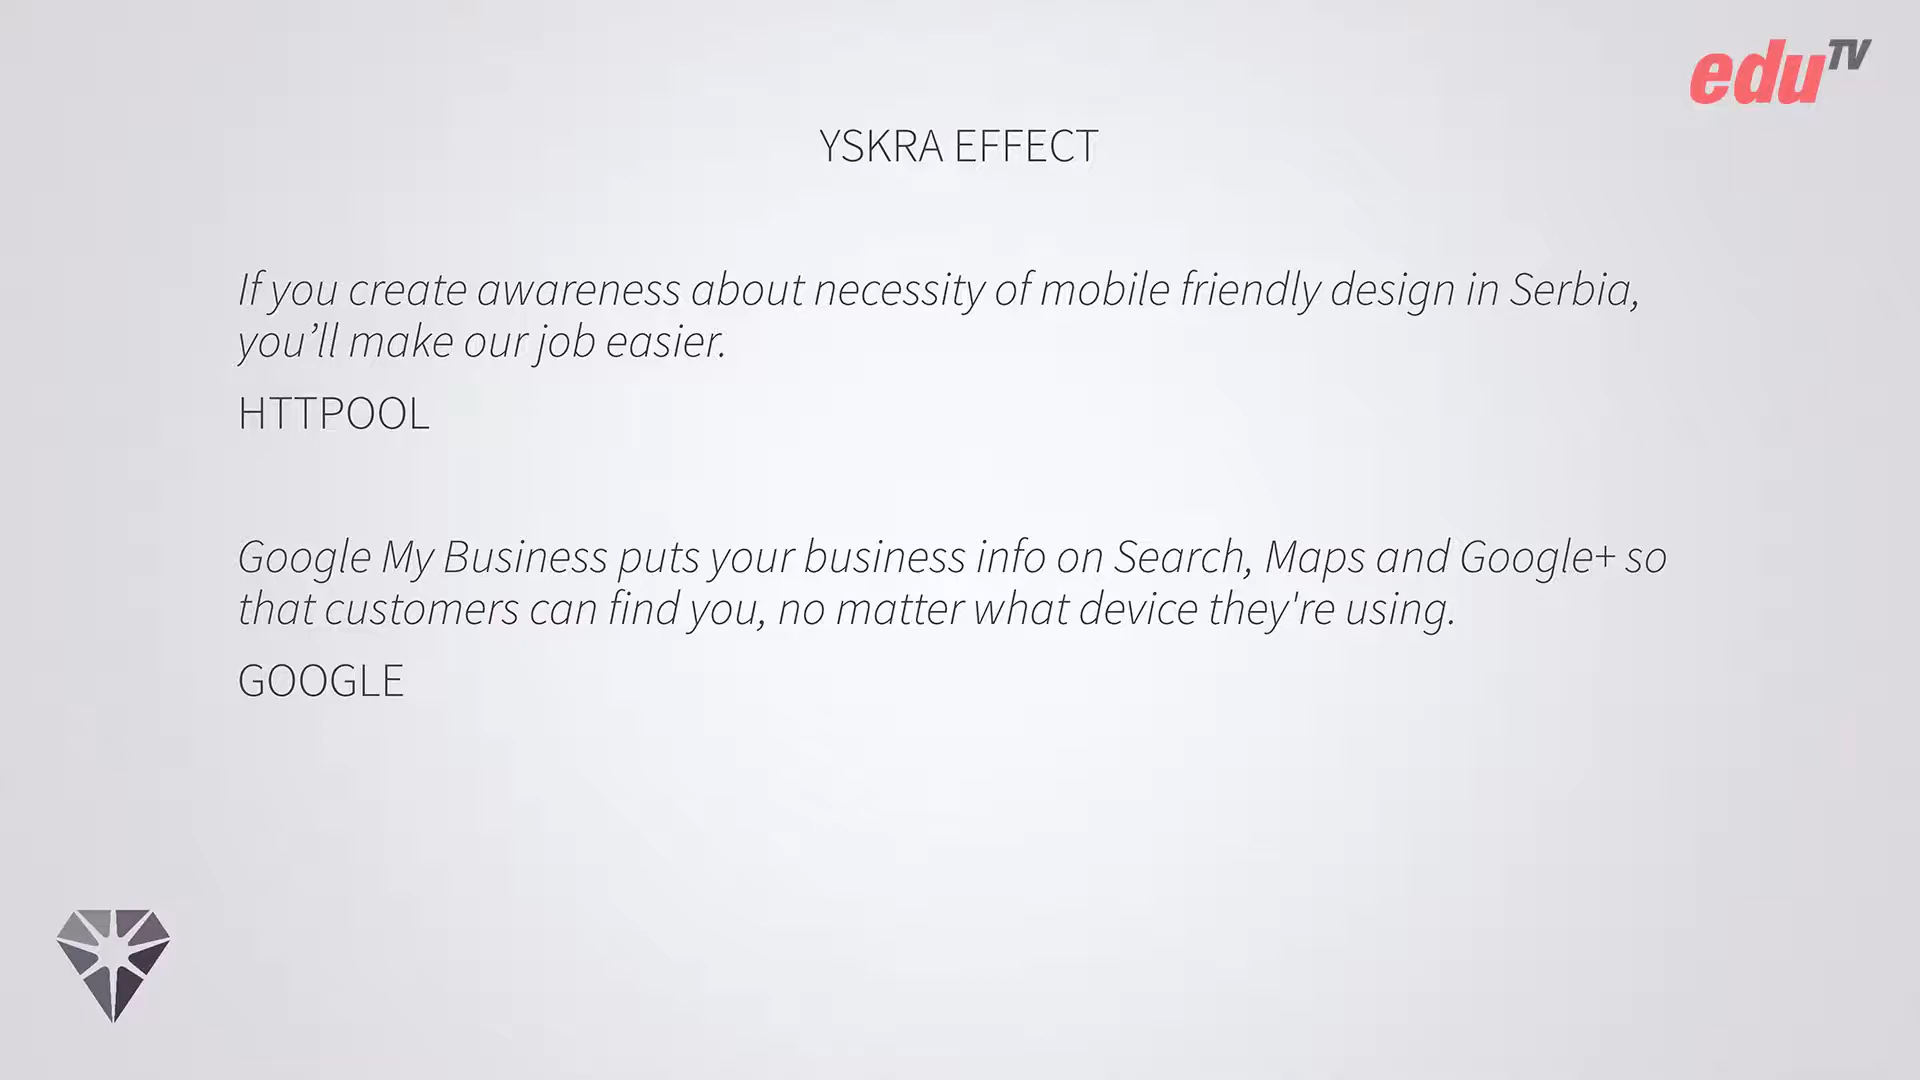 edu TV
YSKRA EFFECT
If you create awareness about necessity of mobile friendly design in Serbia,
you’ll make our job easier.
HTTPOOL
Google My Business puts your business info on Search, Maps and Google+ so
that customers can find you, no matter what device they're using.
GOOGLE